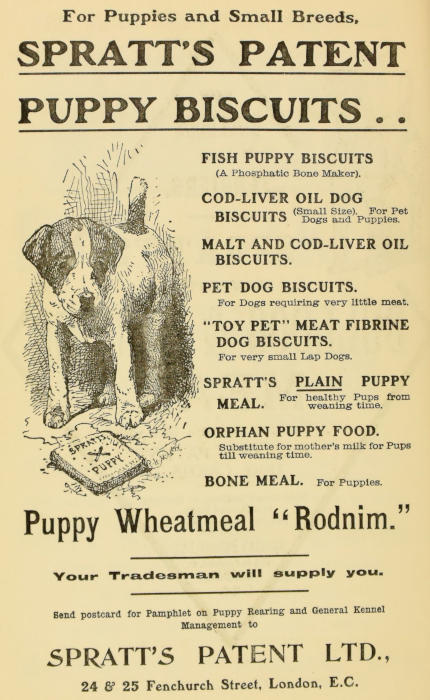 For Puppies and Small Breeds,
SPRATT'S PATENT
PUPPY BISCUITS . .
FISH PUPPY BISCUITS
(A Phosphatic Bone Maker).
COD-LIVER OIL DOG
BISCUITS (Small Size). For Pet
Dogs and Puppies.
MALT AND COD-LIVER OIL
BISCUITS.
PET DOG BISCUITS.
For Dogs requiring very little meat.
"TOY PET" MEAT FIBRINE
DOG BISCUITS.
For very small Lap Dogs.
SPRATT'S PLAIN PUPPY
MEAL. For healthy Pups from
weaning time.
ORPHAN PUPPY FOOD.
Substitute for mother's milk for Pups
till weaning time.
BONE MEAL. For Puppies.
SPRATT'S
X
PUPPY
Puppy Wheatmeal "Rodnim."
Your Tradesman will supply you.
Send postcard for Pamphlet on Puppy Rearing and General Kennel
Management to
SPRATT'S PATENT LTD.,
24 & 25 Fenchurch Street, London, E.C.